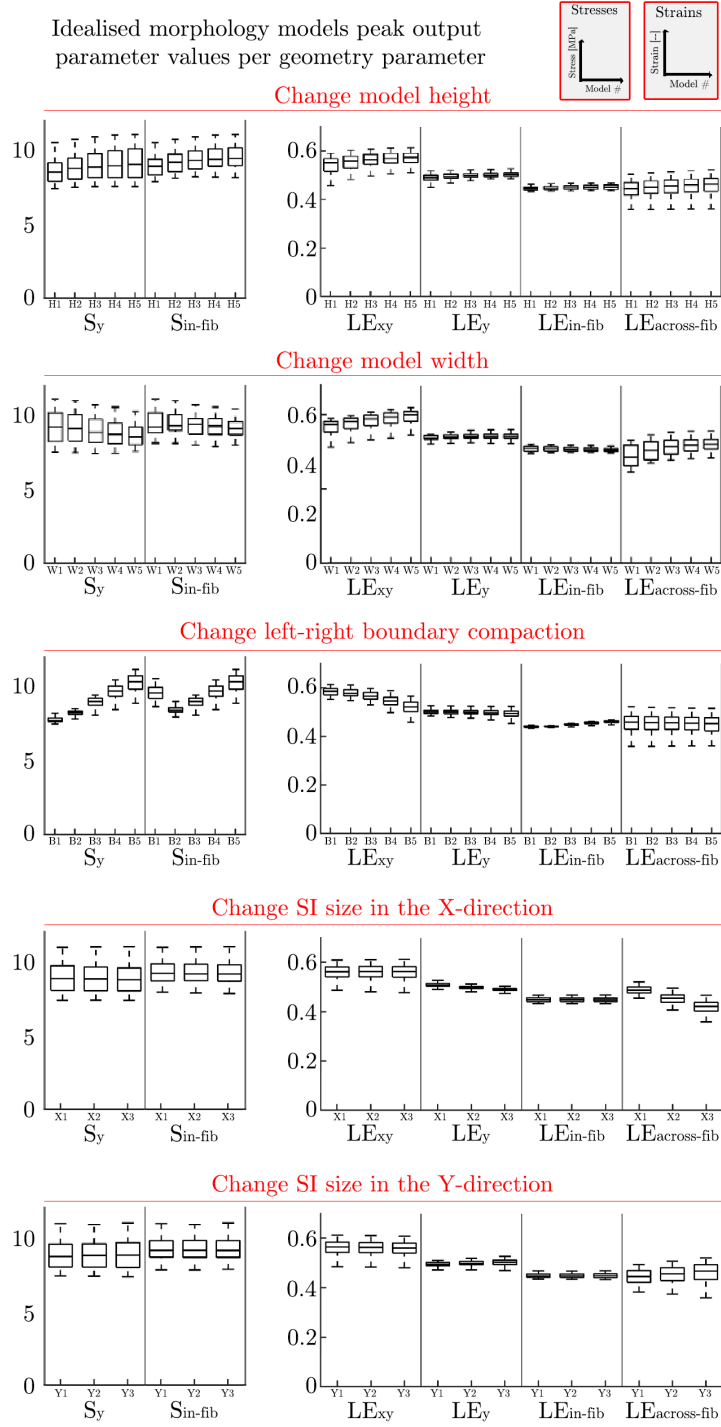 Idealised morphology models peak output
parameter values per geometry parameter
Stresses
Stress [MPa]
Model #
Strains
Strain [--]
Model #
Change model height
10
5
0
H1 H2 H3 H4 H5 H1 H2 H3 H4 H5
Sy Sin-fib
0.6
0.4
0.2
0
H1 H2 H3 H4 H5 H1 H2 H3 H4 H5 H1 H2 H3 H4 H5 H1 H2 H3 H4 H5
LExy LEy LEin-fib LEacross-fib
Change model width
10
5
0
W1 W2 W3 W4 W5 W1 W2 W3 W4 W5
Sy Sin-fib
0.6
0.4
0.2
0
W1 W2 W3 W4 W5 W1 W2 W3 W4 W5 W1 W2 W3 W4 W5 W1 W2 W3 W4 W5
LExy LEy LEin-fib LEacross-fib
Change left-right boundary compaction
10
5
0
B1 B2 B3 B4 B5 B1 B2 B3 B4 B5
Sy Sin-fib
0.6
0.4
0.2
0
B1 B2 B3 B4 B5 B1 B2 B3 B4 B5 B1 B2 B3 B4 B5 B1 B2 B3 B4 B5
LExy LEy LEin-fib LEacross-fib
Change SI size in the X-direction
10
5
0
X1 X2 X3 X1 X2 X3
Sy Sin-fib
0.6
0.4
0.2
0
X1 X2 X3 X1 X2 X3 X1 X2 X3 X1 X2 X3
LExy LEy LEin-fib LEacross-fib
Change SI size in the Y-direction
10
5
0
Y1 Y2 Y3 Y1 Y2 Y3
Sy Sin-fib
0.6
0.4
0.2
0
Y1 Y2 Y3 Y1 Y2 Y3 Y1 Y2 Y3 Y1 Y2 Y3
LExy LEy LEin-fib LEacross-fib